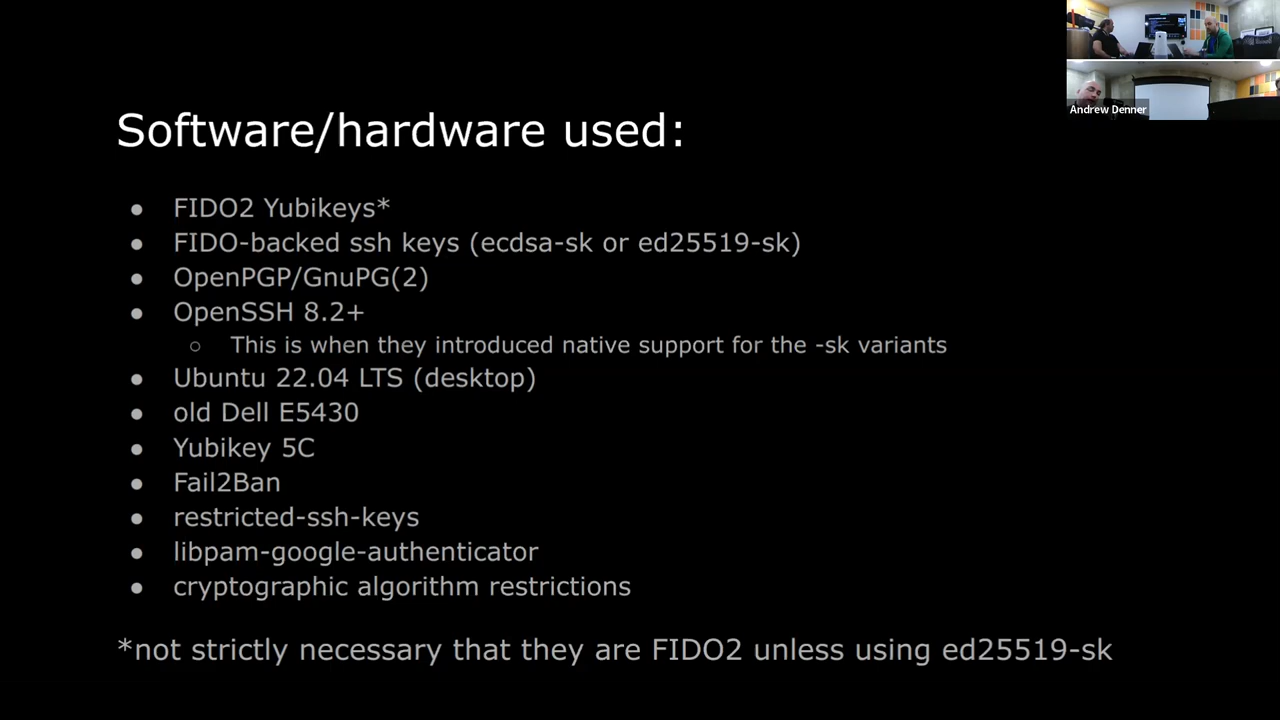 Andrew Denner
Software/hardware used:
● FIDO2 Yubikeys*
● FIDO-backed ssh keys (ecdsa-sk or ed25519-sk)
● OpenPGP/GnuPG(2)
● OpenSSH 8.2+
○ This is when they introduced native support for the -sk variants
● Ubuntu 22.04 LTS (desktop)
● old Dell E5430
● Yubikey 5C
● Fail2Ban
● restricted-ssh-keys
● libpam-google-authenticator
● cryptographic algorithm restrictions
*not strictly necessary that they are FIDO2 unless using ed25519-sk